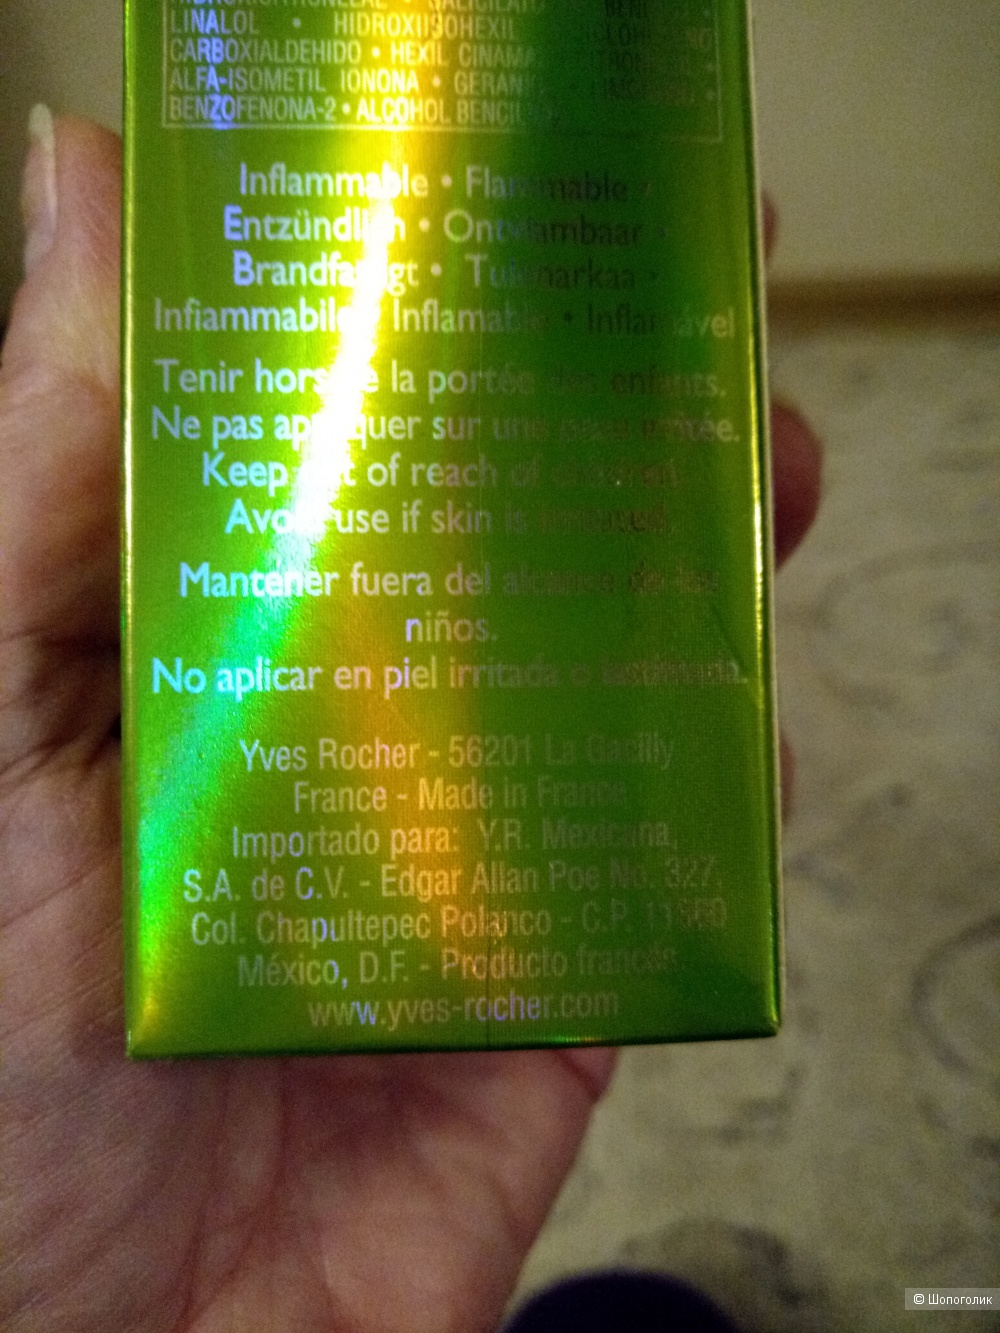 HIDROXICITRONELAL • SALICILATO
LINALOL • HIDROXIISOHEXIL
CARBOXIALDEHIDO • HEXIL
ALFA-ISOMETIL IONONA •
BENZOFENONA-2 • ALCOHOL
Inflammable • Flammable •
Entzündlich • Ontvlambaar •
Brandfarligt • Tulenarkaa •
Infiammabile Inflamable • Inflamável
Tenir hors de la portée des enfants.
Ne pas appliquer sur une peau irritée.
Keep out of reach of children
Avoid use if skin is
Mantener fuera del alcance de los
niños.
No aplicar en piel irritada o lastimada.
Yves Rocher - 56201 La Gacilly
France - Made in France
Importado para: Y.R. Mexicana,
S.A. de C.V. - Edgar Allan Poe No. 327,
Col. Chapultepec Polanco - C.P. 11560
México, D.F. - Producto francés
www.yves-rocher.com
© Шопоголик